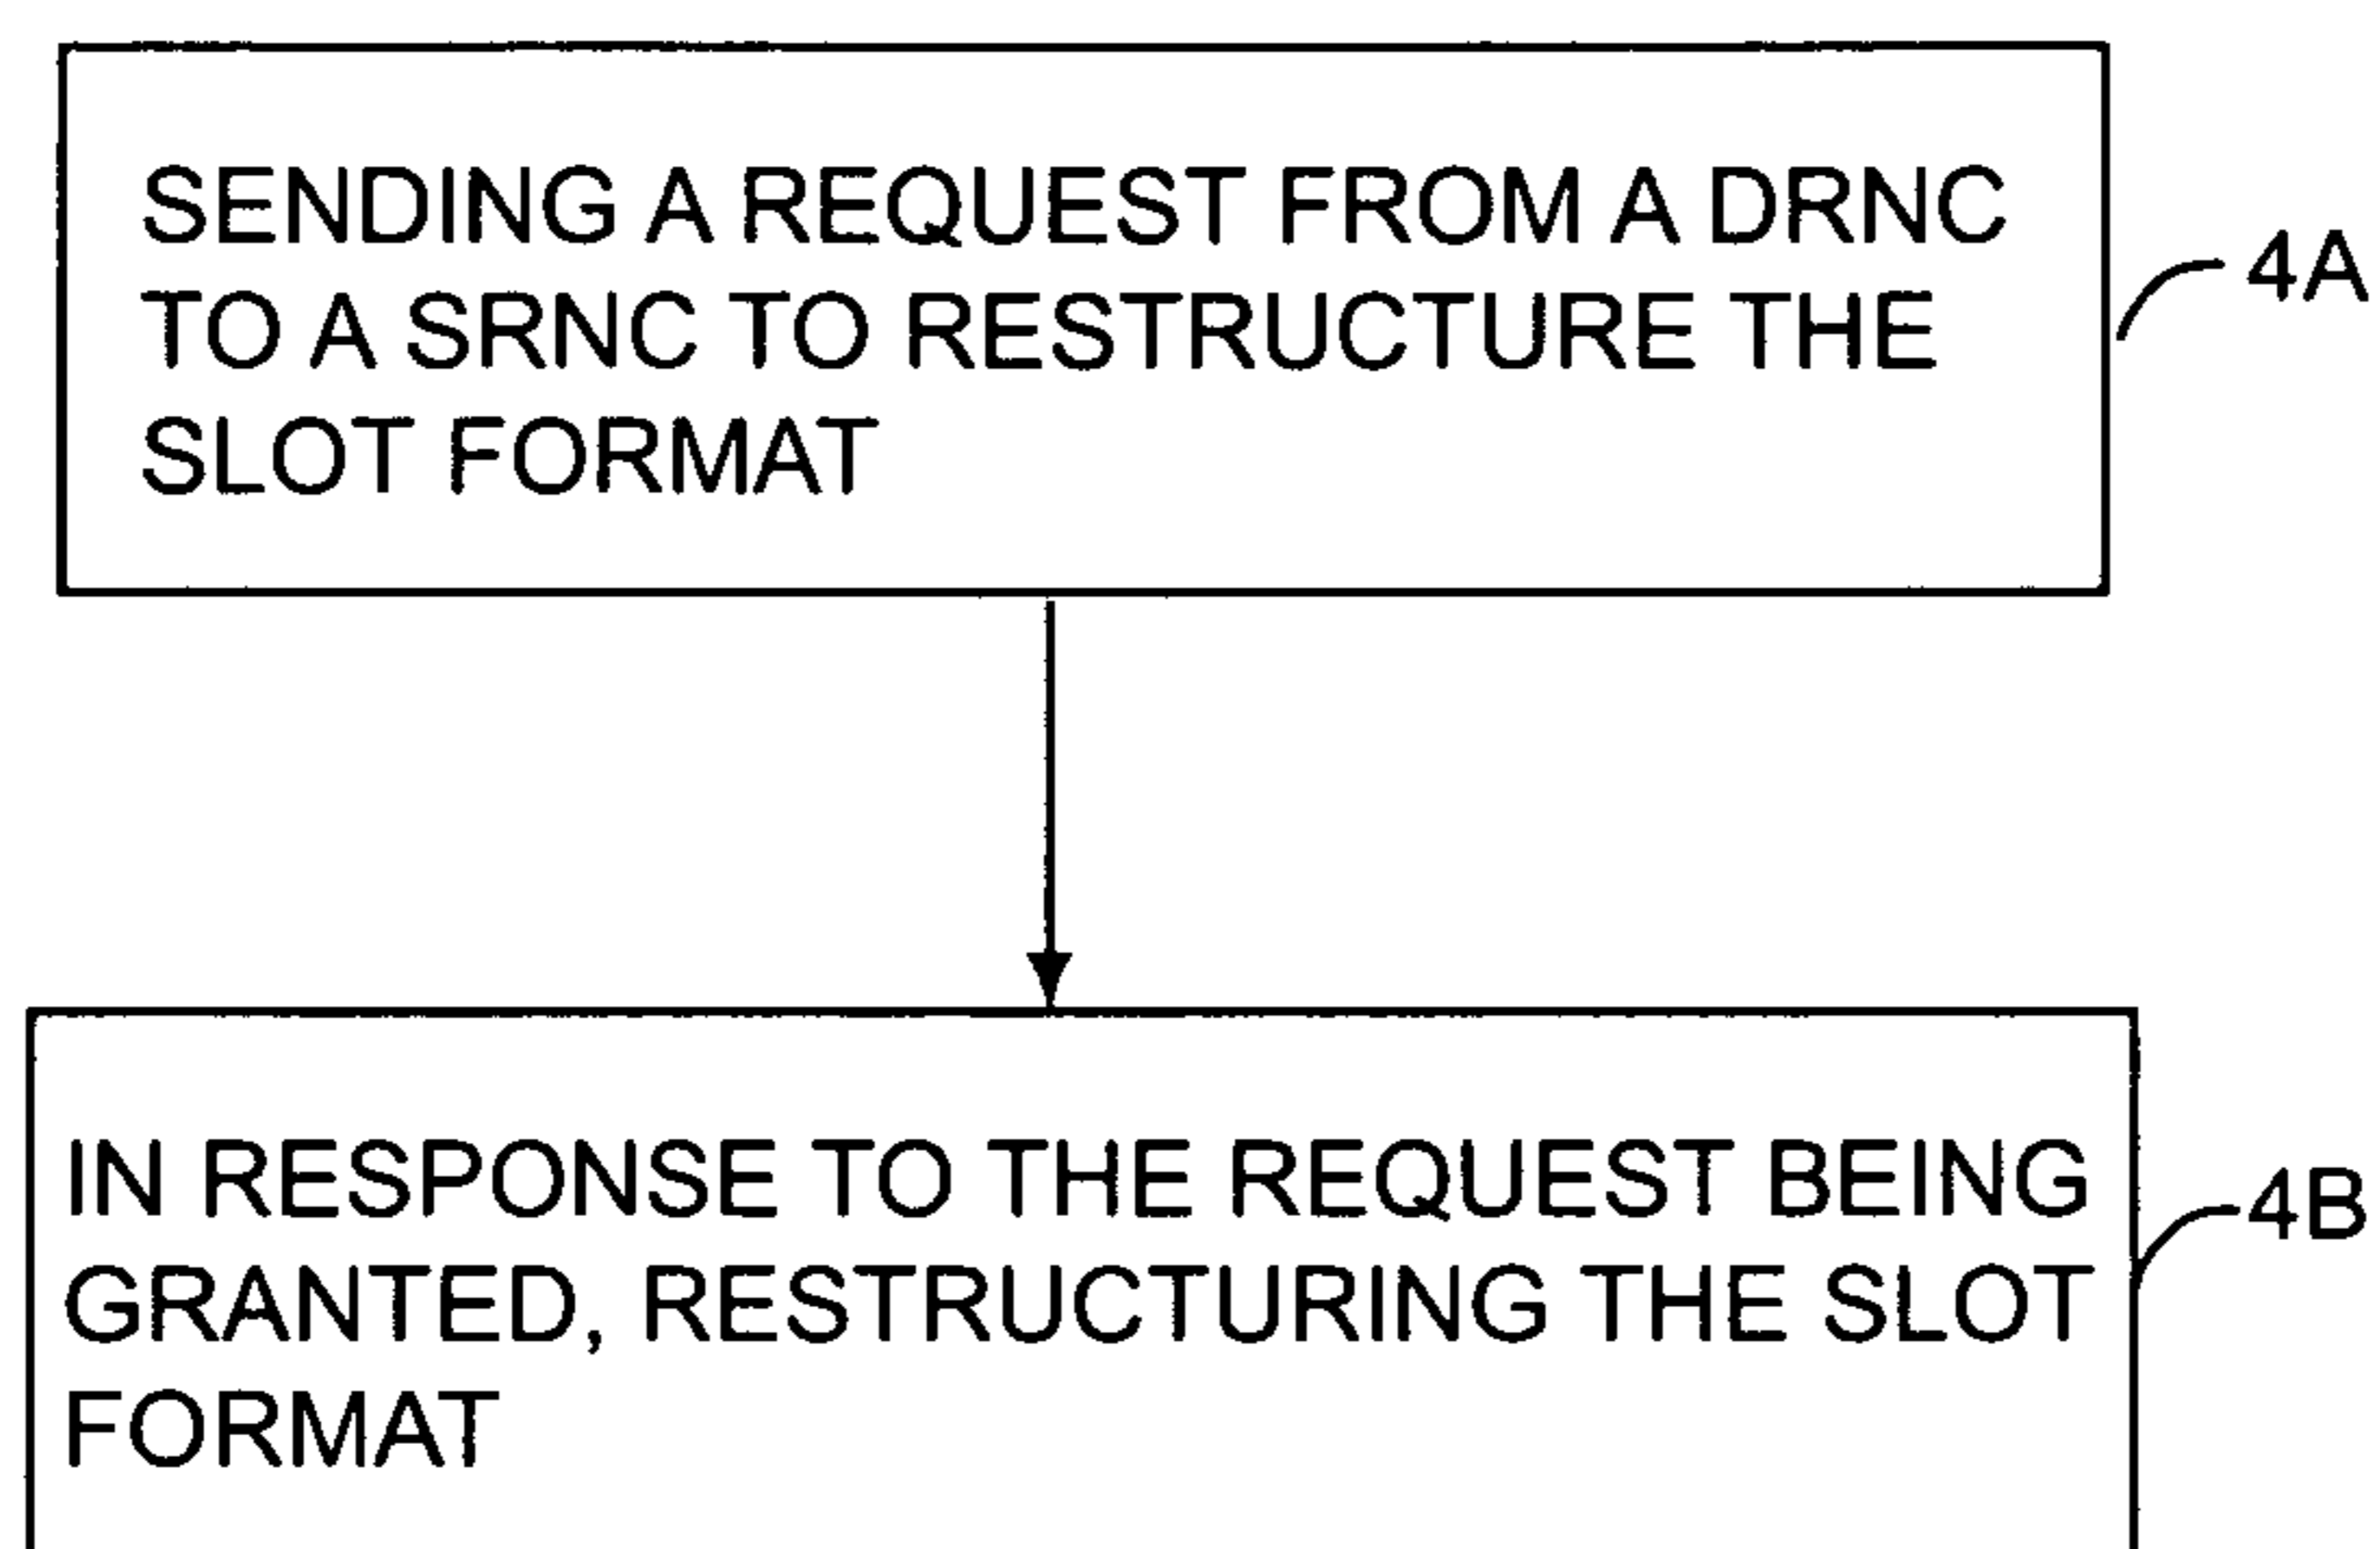 SENDING A REQUEST FROM A DRNC
TO A SRNC TO RESTRUCTURE THE
SLOT FORMAT
4A
IN RESPONSE TO THE REQUEST BEING
GRANTED, RESTRUCTURING THE SLOT
FORMAT
4B